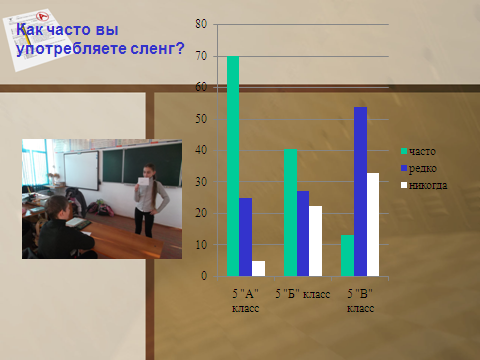 Как часто вы
употребляете сленг?
80
70
60
50
40
30
20
10
0
5 "А"
класс
5 "Б" класс
5 "В"
класс
часто
редко
никогда